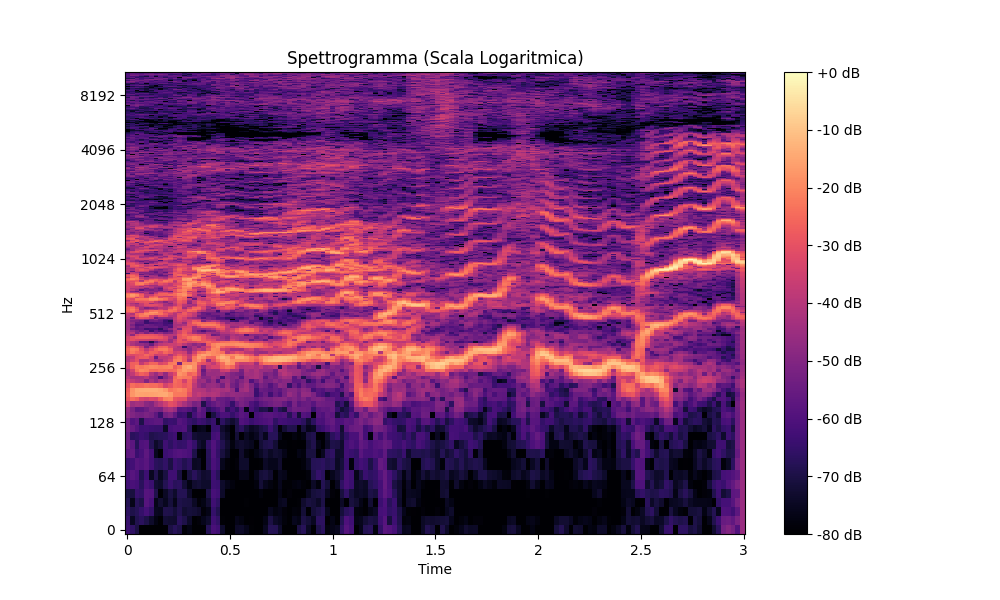 Spettrogramma (Scala Logaritmica)
Hz
8192
4096
2048
1024
512
256
128
64
0
0
0.5
1
1.5
2
2.5
3
Time
+0 dB
-10 dB
-20 dB
-30 dB
-40 dB
-50 dB
-60 dB
-70 dB
-80 dB